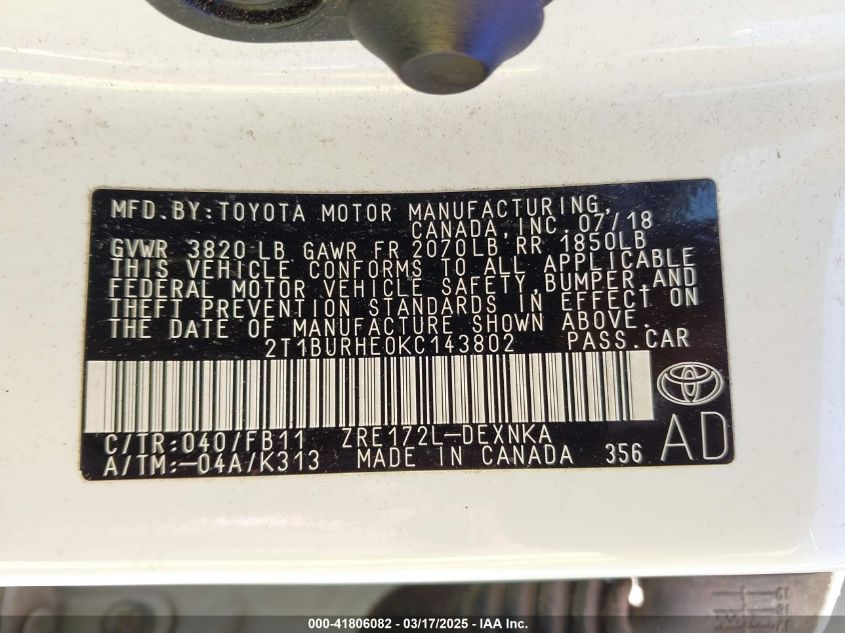 MFD.BY:TOYOTA MOTOR MANUFACTURING,
CANADA,INC.07/18
GVWR 3820 LB GAWR FR 2070LB,RR 1850LB
THIS VEHICLE CONFORMS TO ALL APPLICABLE
FEDERAL MOTOR VEHICLE SAFETY,BUMPER,AND
THEFT PREVENTION STANDARDS IN EFFECT ON
THE DATE OF MANUFACTURE SHOWN ABOVE.
2T1BURHE0KC143802 PASS.CAR
C/TR:040/FB11 ZRE172L-DEXNKA
A/TM:-04A/K313 MADE IN CANADA 356 AD
000-41806082 - 03/17/2025 - IAA Inc.